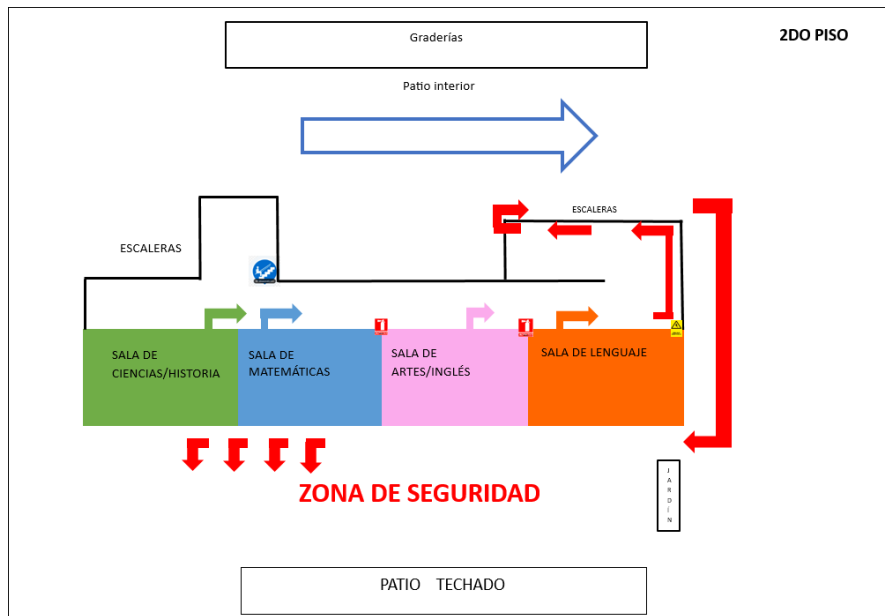 Graderías
2DO PISO
Patio interior
ESCALERAS
ESCALERAS
SALA DE
CIENCIAS/HISTORIA
SALA DE
MATEMÁTICAS
SALA DE
ARTES/INGLÉS
SALA DE LENGUAJE
ZONA DE SEGURIDAD
JARDÍN
PATIO TECHADO